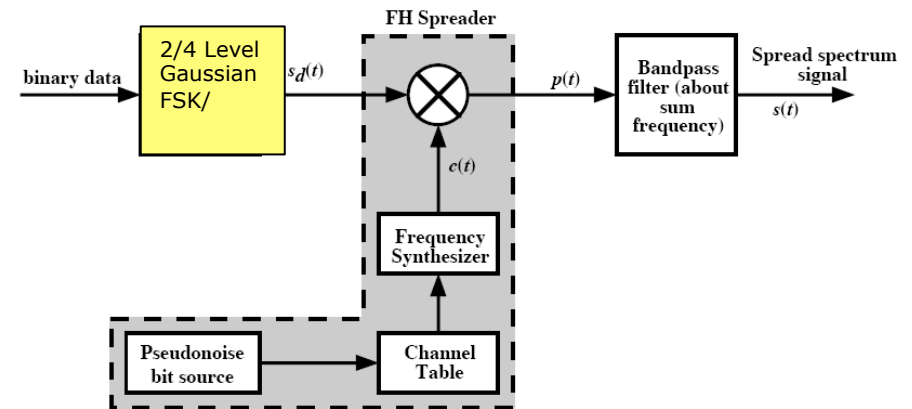 FH Spreader
2/4 Level
Gaussian
FSK/
binary data
s_d(t)
p(t)
Bandpass
filter (about
sum
frequency)
Spread spectrum
signal
s(t)
c(t)
Frequency
Synthesizer
Pseudonoise
bit source
Channel
Table